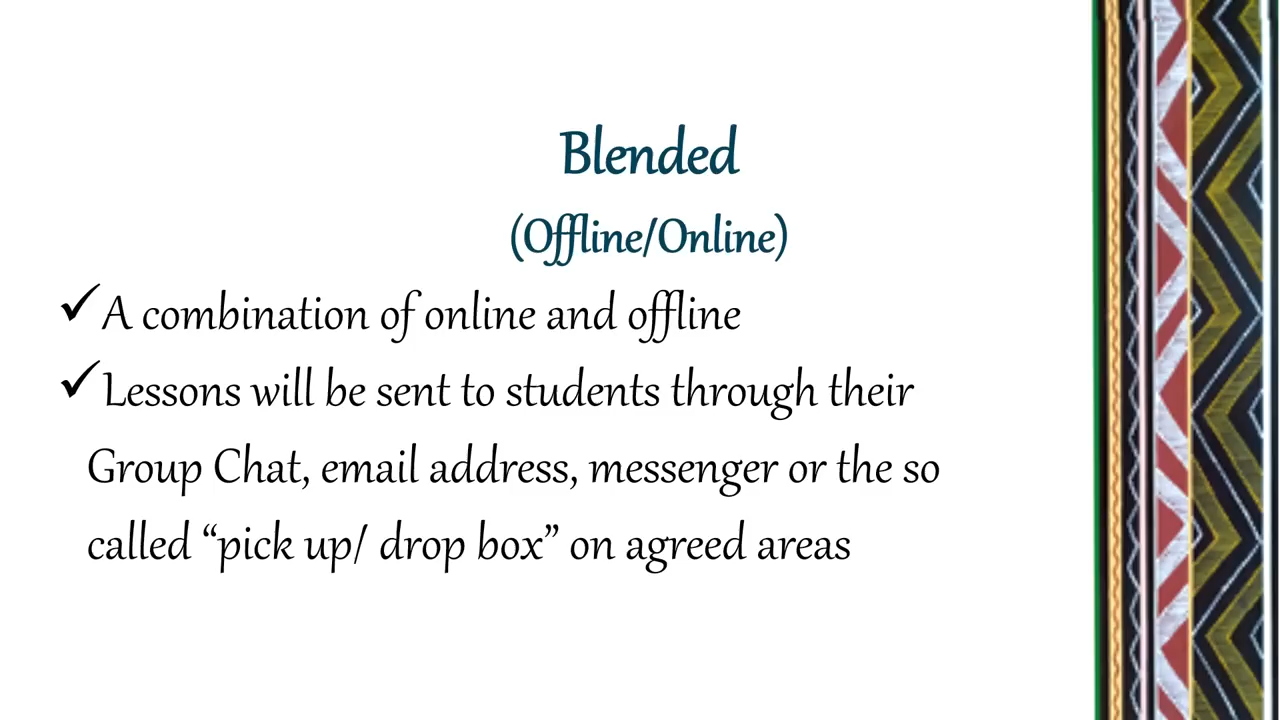 Blended
(Offline/Online)
✓A combination of online and offline
✓Lessons will be sent to students through their
Group Chat, email address, messenger or the so
called “pick up/ drop box” on agreed areas